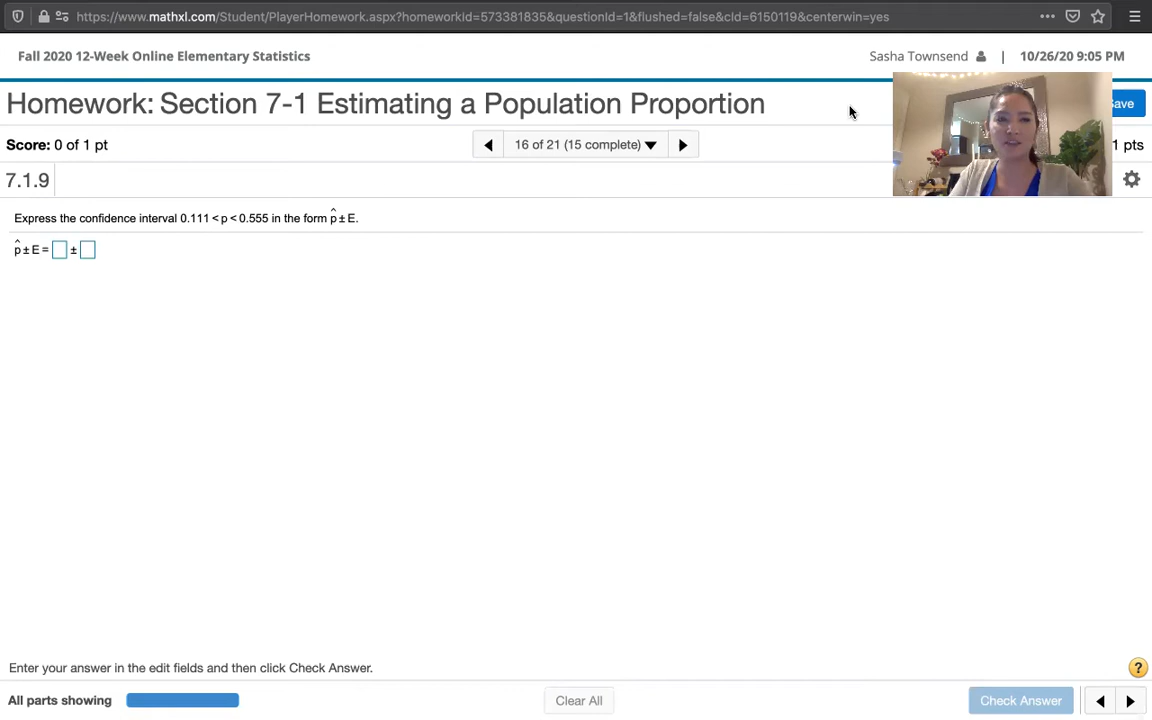 https://www.mathxl.com/Student/PlayerHomework.aspx?homeworkId=573381835&questionId=1&flushed=false&cId=6150119&centerwin=yes
Fall 2020 12-Week Online Elementary Statistics
Sasha Townsend | 10/26/20 9:05 PM
Homework: Section 7-1 Estimating a Population Proportion
Score: 0 of 1 pt
16 of 21 (15 complete)
1 pts
7.1.9
Express the confidence interval 0.111 < p < 0.555 in the form p̂ ± E.
p̂ ± E = ±
Enter your answer in the edit fields and then click Check Answer.
?
All parts showing
Clear All
Check Answer